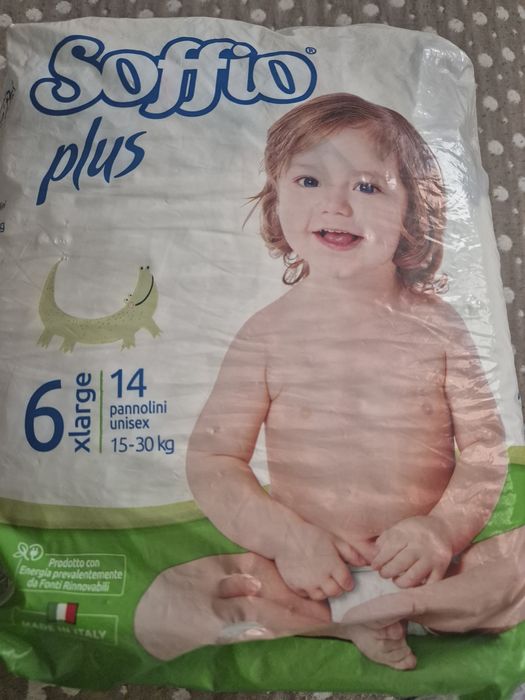 Soffio®
plus
6
xlarge
14
pannolini
unisex
15-30 kg
Prodotto con
Energia prevalentemente
da Fonti Rinnovabili
MADE IN ITALY